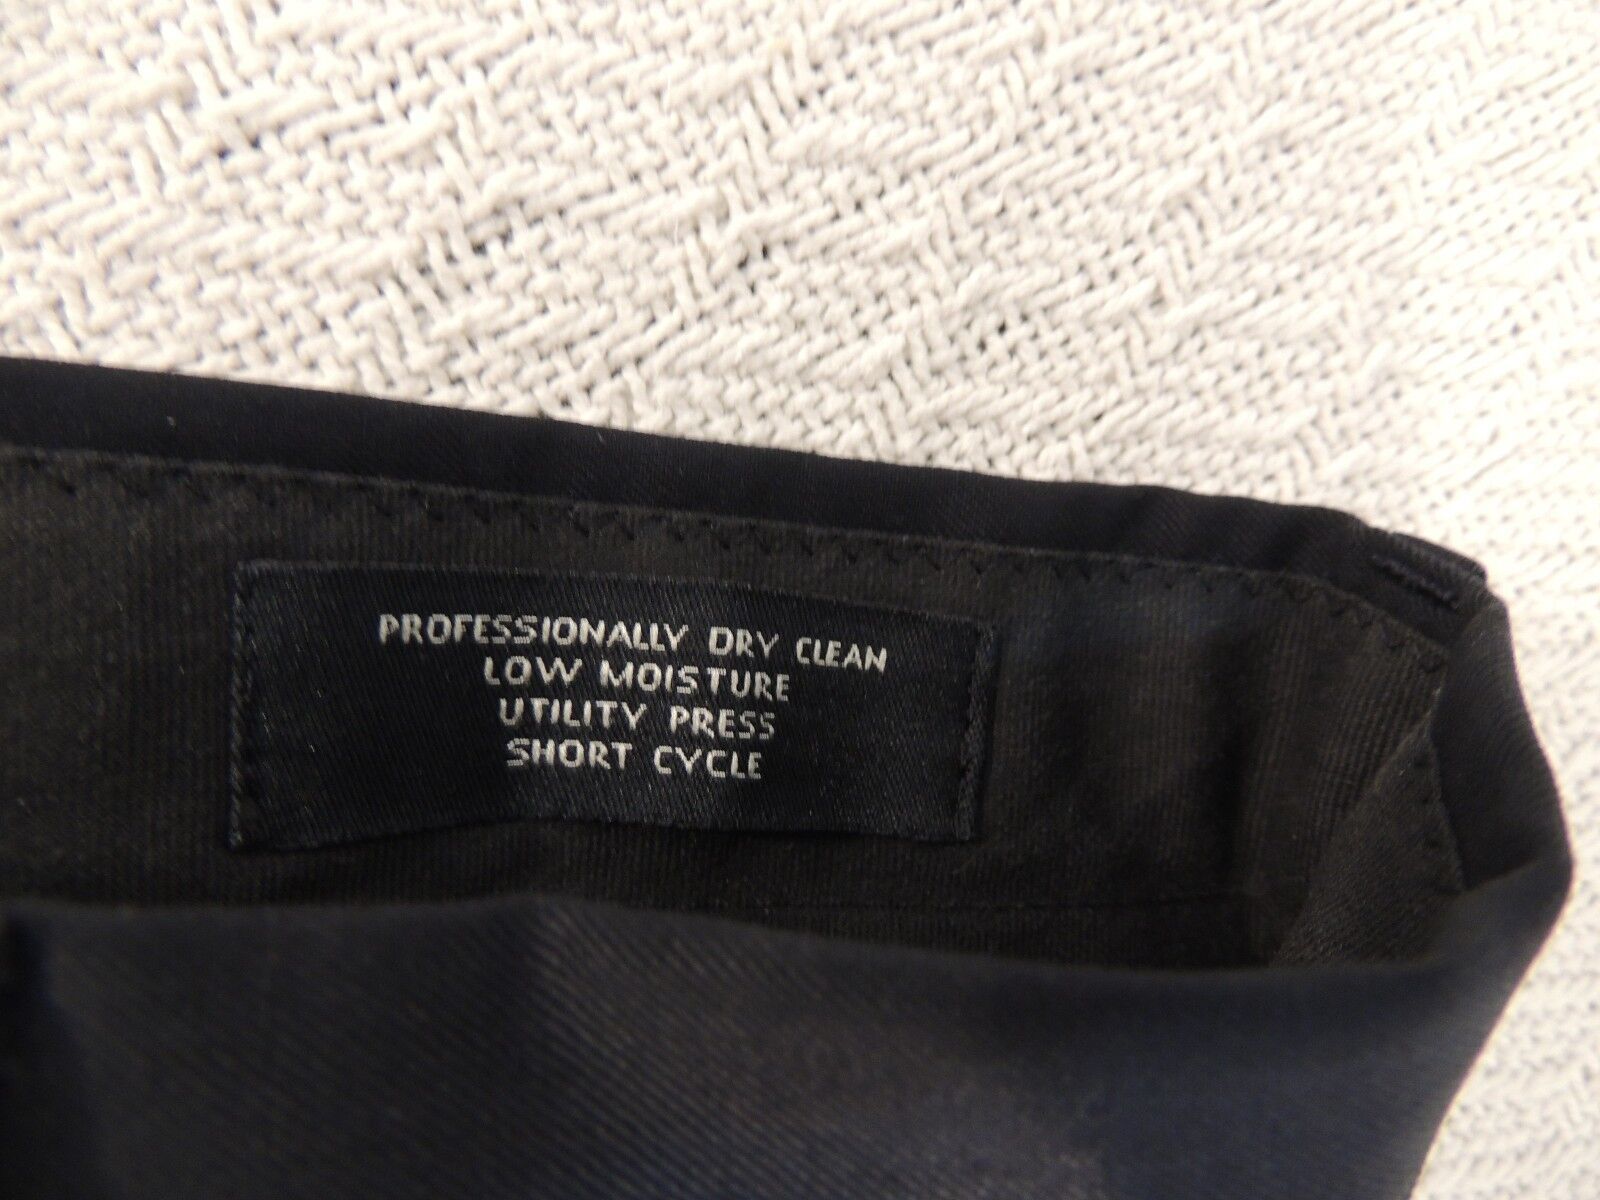 PROFESSIONALLY DRY CLEAN
LOW MOISTURE
UTILITY PRESS
SHORT CYCLE